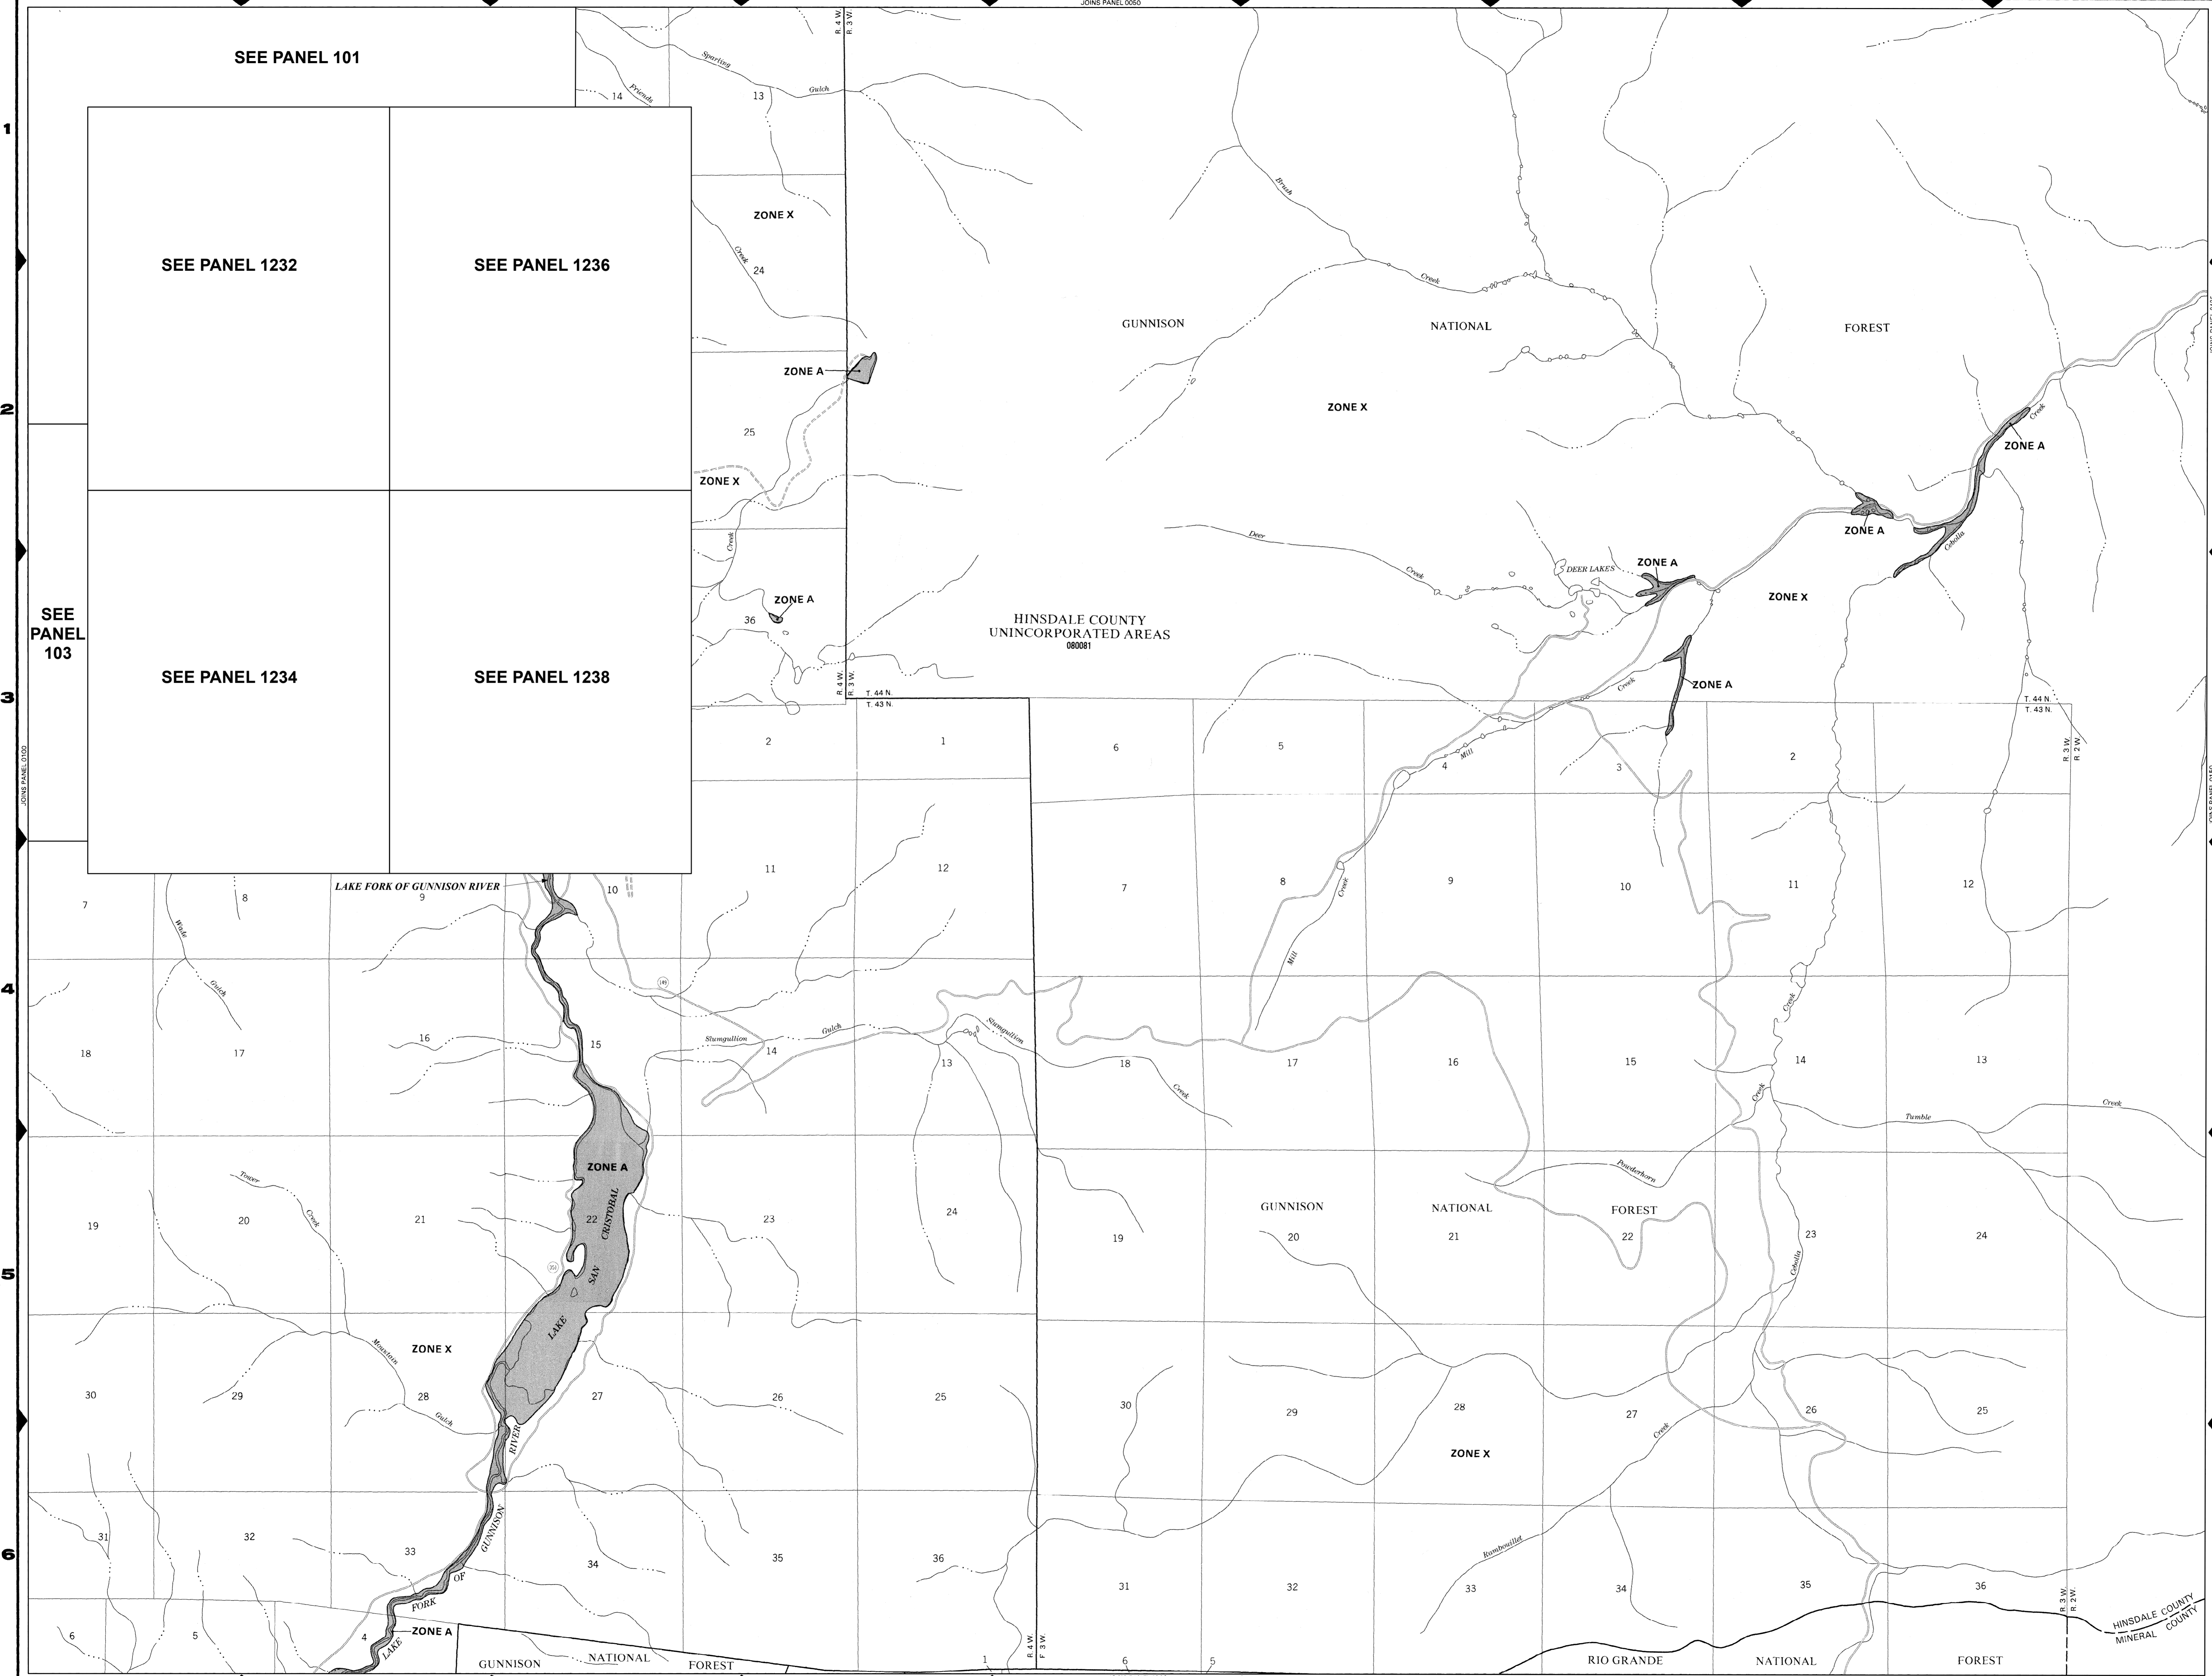 JOINS PANEL 0050
R. 4 W.
R. 3 W.
SEE PANEL 101
Sparling
Gulch
Friends
14
13
1
Brush
ZONE X
SEE PANEL 1232
SEE PANEL 1236
Creek
24
Creek
GUNNISON
NATIONAL
FOREST
ZONE A
2
ZONE X
Creek
25
ZONE A
ZONE X
Creek
Deer
ZONE A
Cebolla
Creek
DEER LAKES
ZONE A
ZONE A
ZONE X
SEE
PANEL
103
36
HINSDALE COUNTY
UNINCORPORATED AREAS
080081
SEE PANEL 1234
SEE PANEL 1238
Creek
ZONE A
3
R. 4 W.
R. 3 W.
T. 44 N.
T. 43 N.
T. 44 N.
T. 43 N.
JOINS PANEL 0100
2
1
6
5
4
Mill
3
2
R. 3 W.
R. 2 W.
LAKE FORK OF GUNNISON RIVER
7
8
9
10
11
12
7
8
Creek
9
10
11
12
Wade
Gulch
Mill
4
149
Creek
Slumgullion
Gulch
Slumgullion
18
17
16
15
14
13
18
Creek
17
16
15
14
13
Creek
Tumble
Creek
ZONE A
Tower
Creek
Powderhorn
19
20
21
22
CRISTOBAL
23
24
19
GUNNISON
NATIONAL
FOREST
20
21
22
23
24
Cebolla
5
SAN
LAKE
Mountain
ZONE X
30
29
28
27
26
25
30
29
28
27
26
25
Gulch
RIVER
Creek
ZONE X
31
32
33
GUNNISON
34
35
36
Rambouillet
6
OF
31
32
33
34
35
36
FORK
R. 3 W.
R. 2 W.
HINSDALE COUNTY
MINERAL COUNTY
6
5
4
ZONE A
LAKE
R. 4 W.
GUNNISON
NATIONAL
FOREST
1
6
5
RIO GRANDE
NATIONAL
FOREST